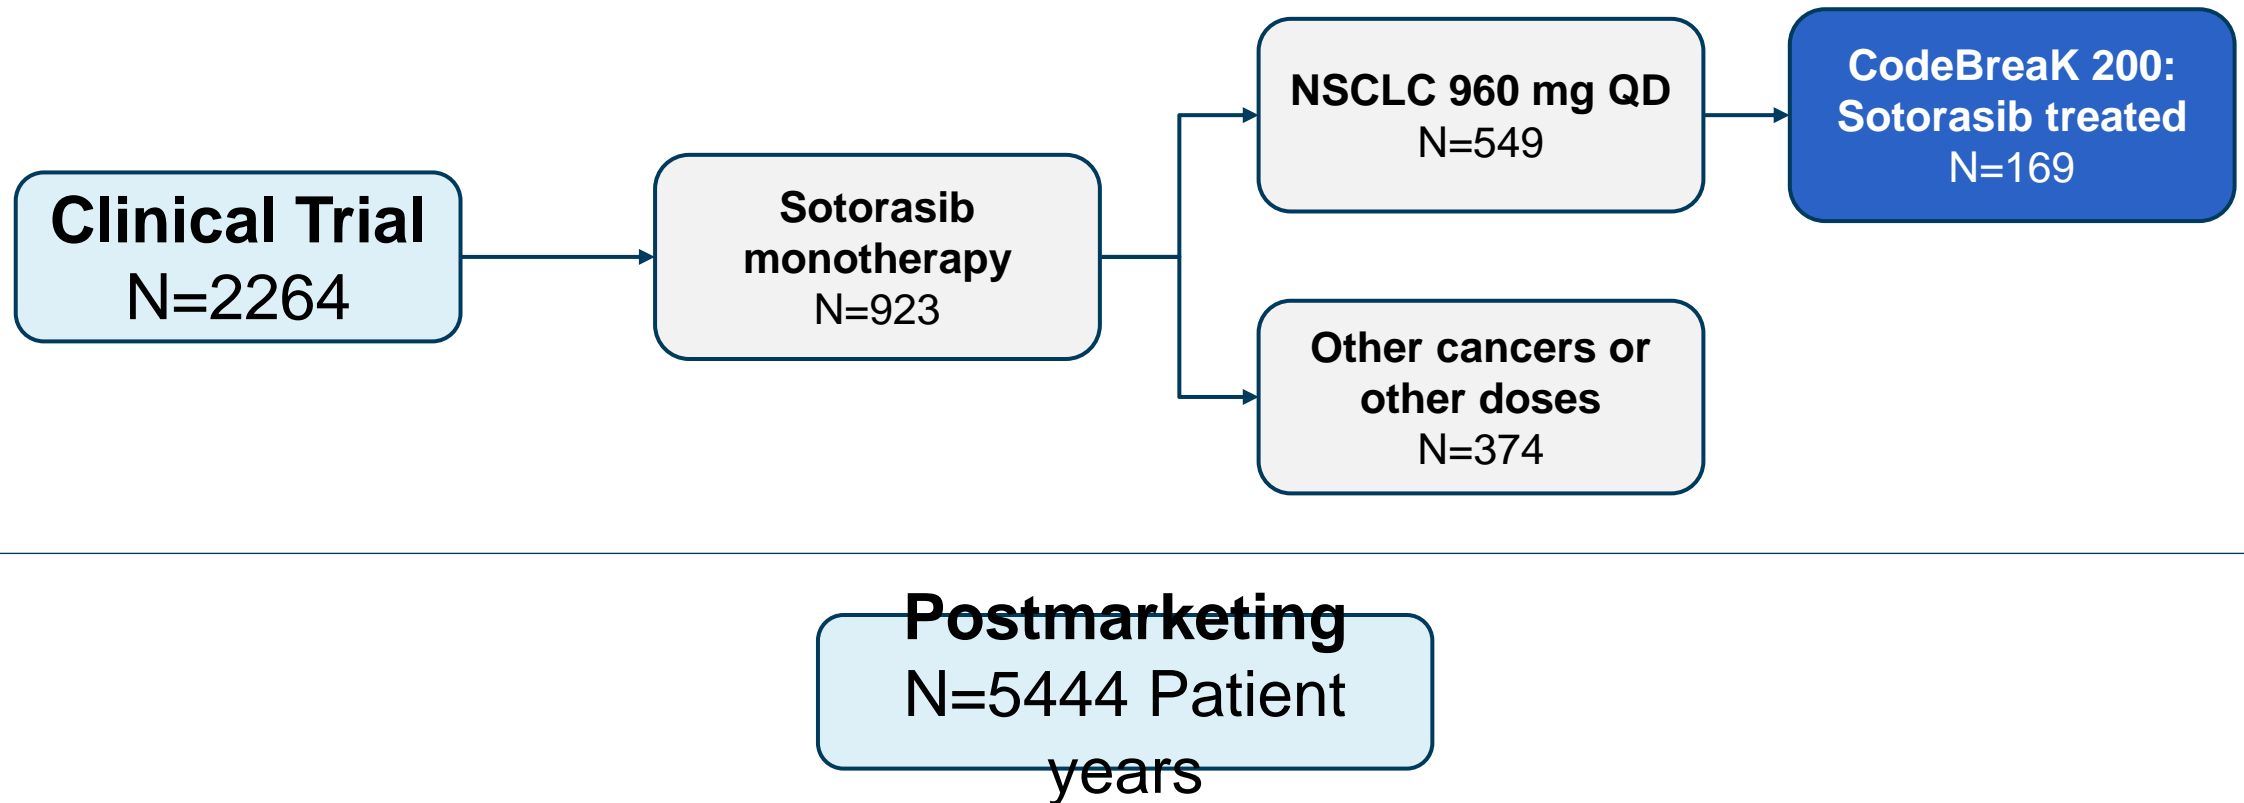 Clinical Trial
N=2264
Sotorasib
monotherapy
N=923
NSCLC 960 mg QD
N=549
CodeBreaK 200:
Sotorasib treated
N=169
Other cancers or
other doses
N=374
Postmarketing
N=5444 Patient
years